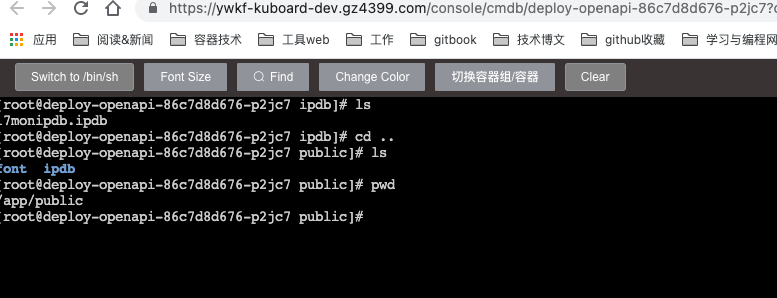 https://ywkf-kuboard-dev.gz4399.com/console/cmdb/deploy-openapi-86c7d8d676-p2jc7?
应用 阅读&新闻 容器技术 工具web 工作 gitbook 技术博文 github收藏 学习与编程网
Switch to /bin/sh Font Size Find Change Color 切换容器组/容器 Clear
[root@deploy-openapi-86c7d8d676-p2jc7 ipdb]# ls
17monipdb.ipdb
[root@deploy-openapi-86c7d8d676-p2jc7 ipdb]# cd ..
[root@deploy-openapi-86c7d8d676-p2jc7 public]# ls
font ipdb
[root@deploy-openapi-86c7d8d676-p2jc7 public]# pwd
/app/public
[root@deploy-openapi-86c7d8d676-p2jc7 public]#